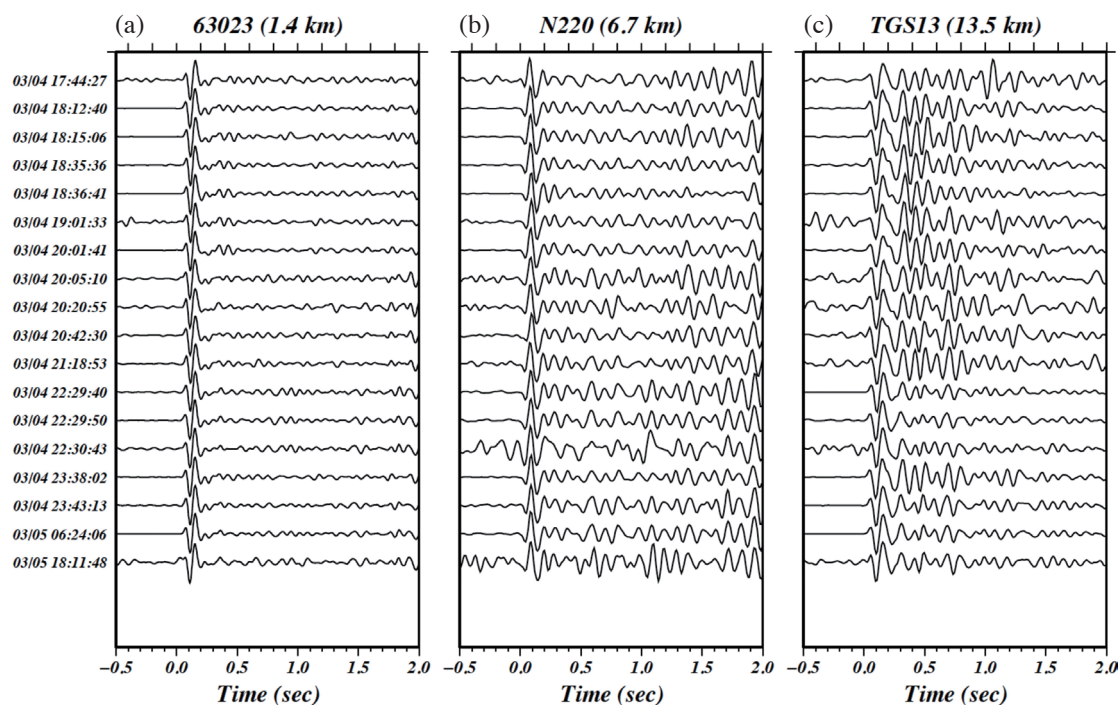 (a) 63023 (1.4 km)
(b) N220 (6.7 km)
(c) TGS13 (13.5 km)
03/04 17:44:27
03/04 18:12:40
03/04 18:15:06
03/04 18:35:36
03/04 18:36:41
03/04 19:01:33
03/04 20:01:41
03/04 20:05:10
03/04 20:20:55
03/04 20:42:30
03/04 21:18:53
03/04 22:29:40
03/04 22:29:50
03/04 22:30:43
03/04 23:38:02
03/04 23:43:13
03/05 06:24:06
03/05 18:11:48
−0.5 0.0 0.5 1.0 1.5 2.0
Time (sec)
−0.5 0.0 0.5 1.0 1.5 2.0
Time (sec)
−0.5 0.0 0.5 1.0 1.5 2.0
Time (sec)